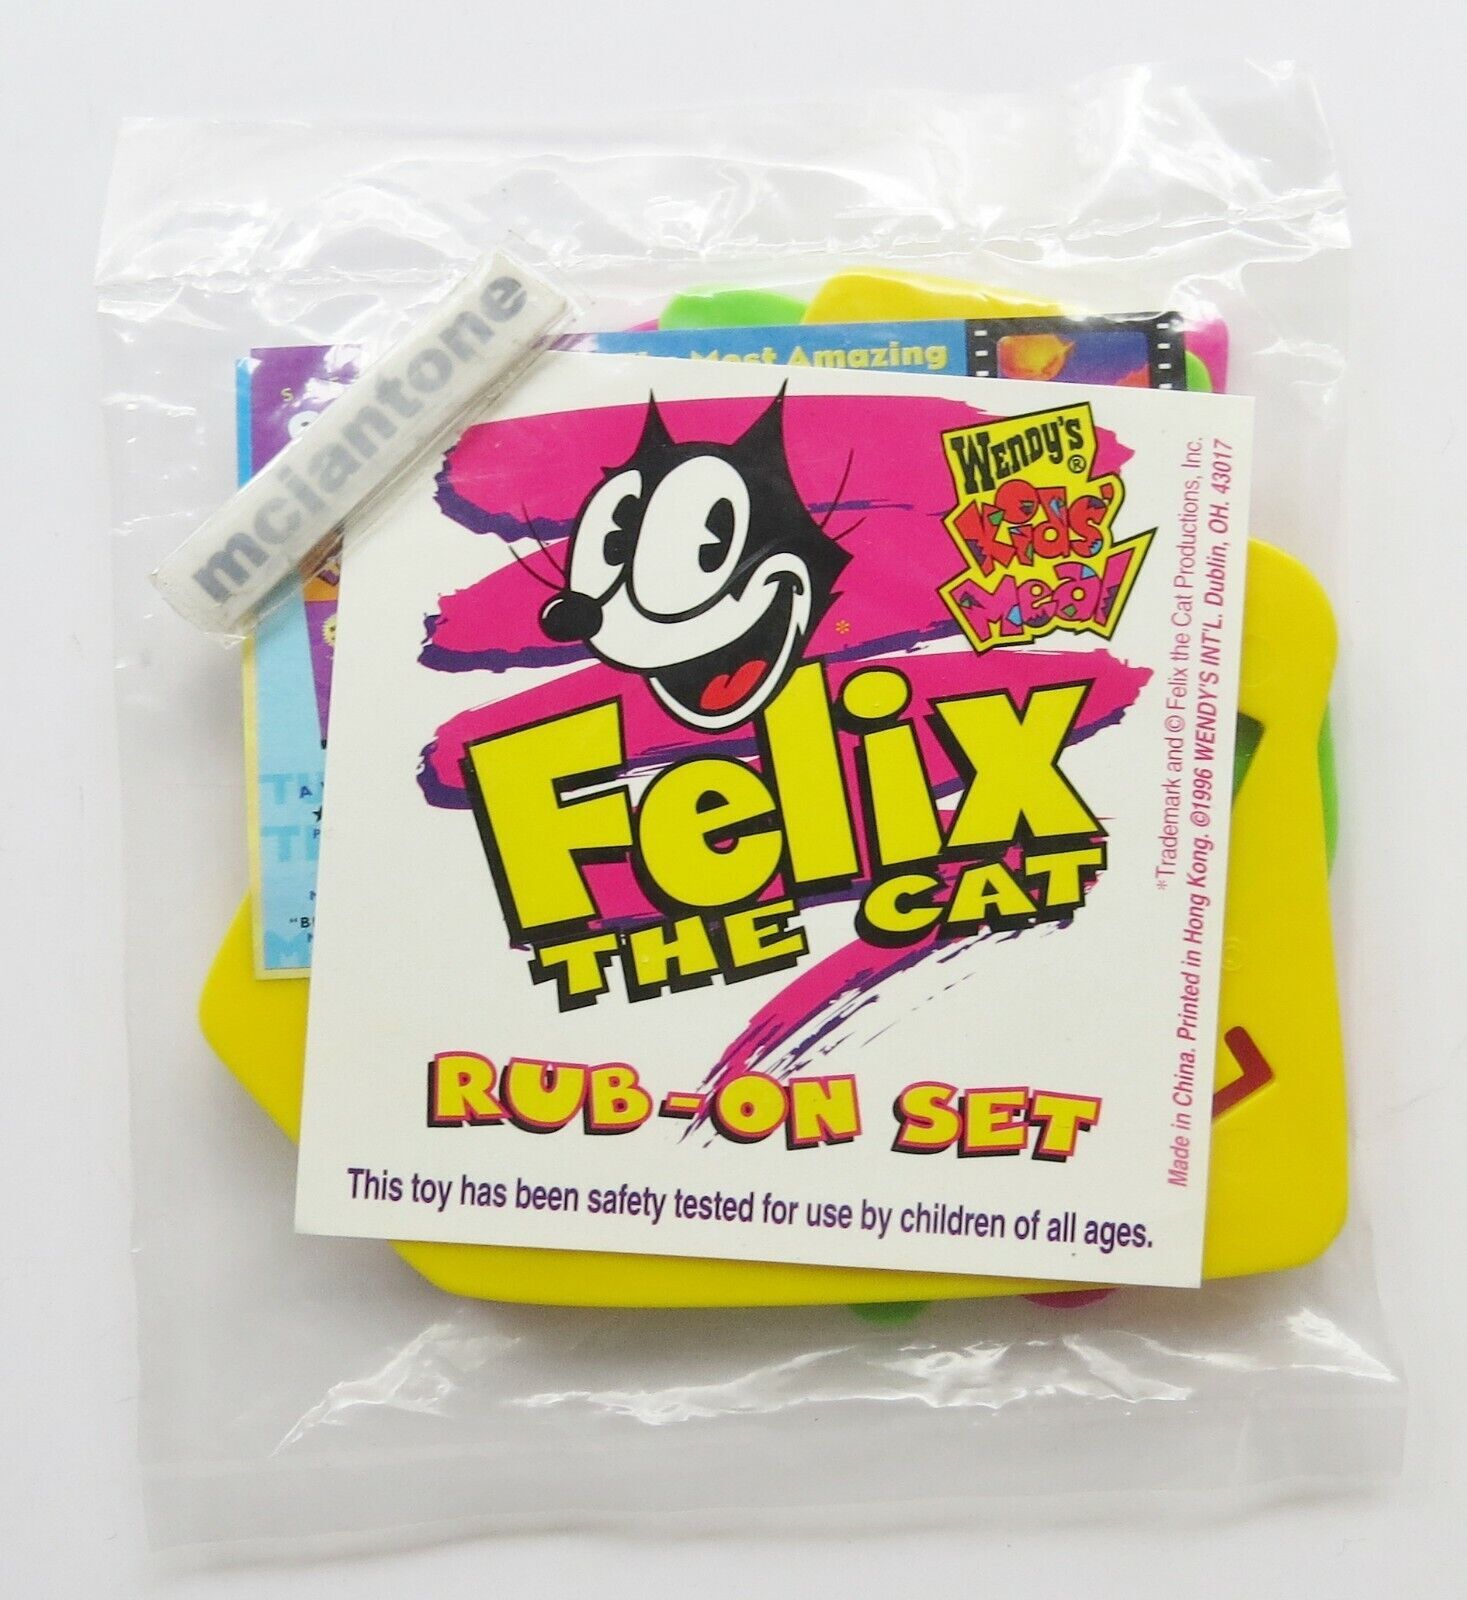 mciantone
Most Amazing
WENDY'S®
Kids'
Meal
Felix*
THE CAT
RUB-ON SET
This toy has been safety tested for use by children of all ages.
*Trademark and © Felix the Cat Productions, Inc.
Made in China. Printed in Hong Kong. ©1996 WENDY'S INT'L. Dublin, OH. 43017